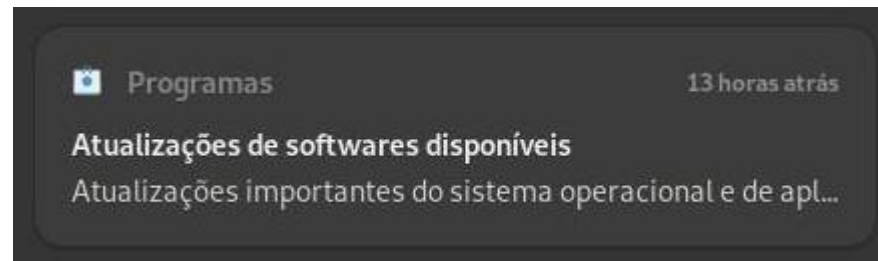 Programas 13 horas atrás
Atualizações de softwares disponíveis
Atualizações importantes do sistema operacional e de apl...